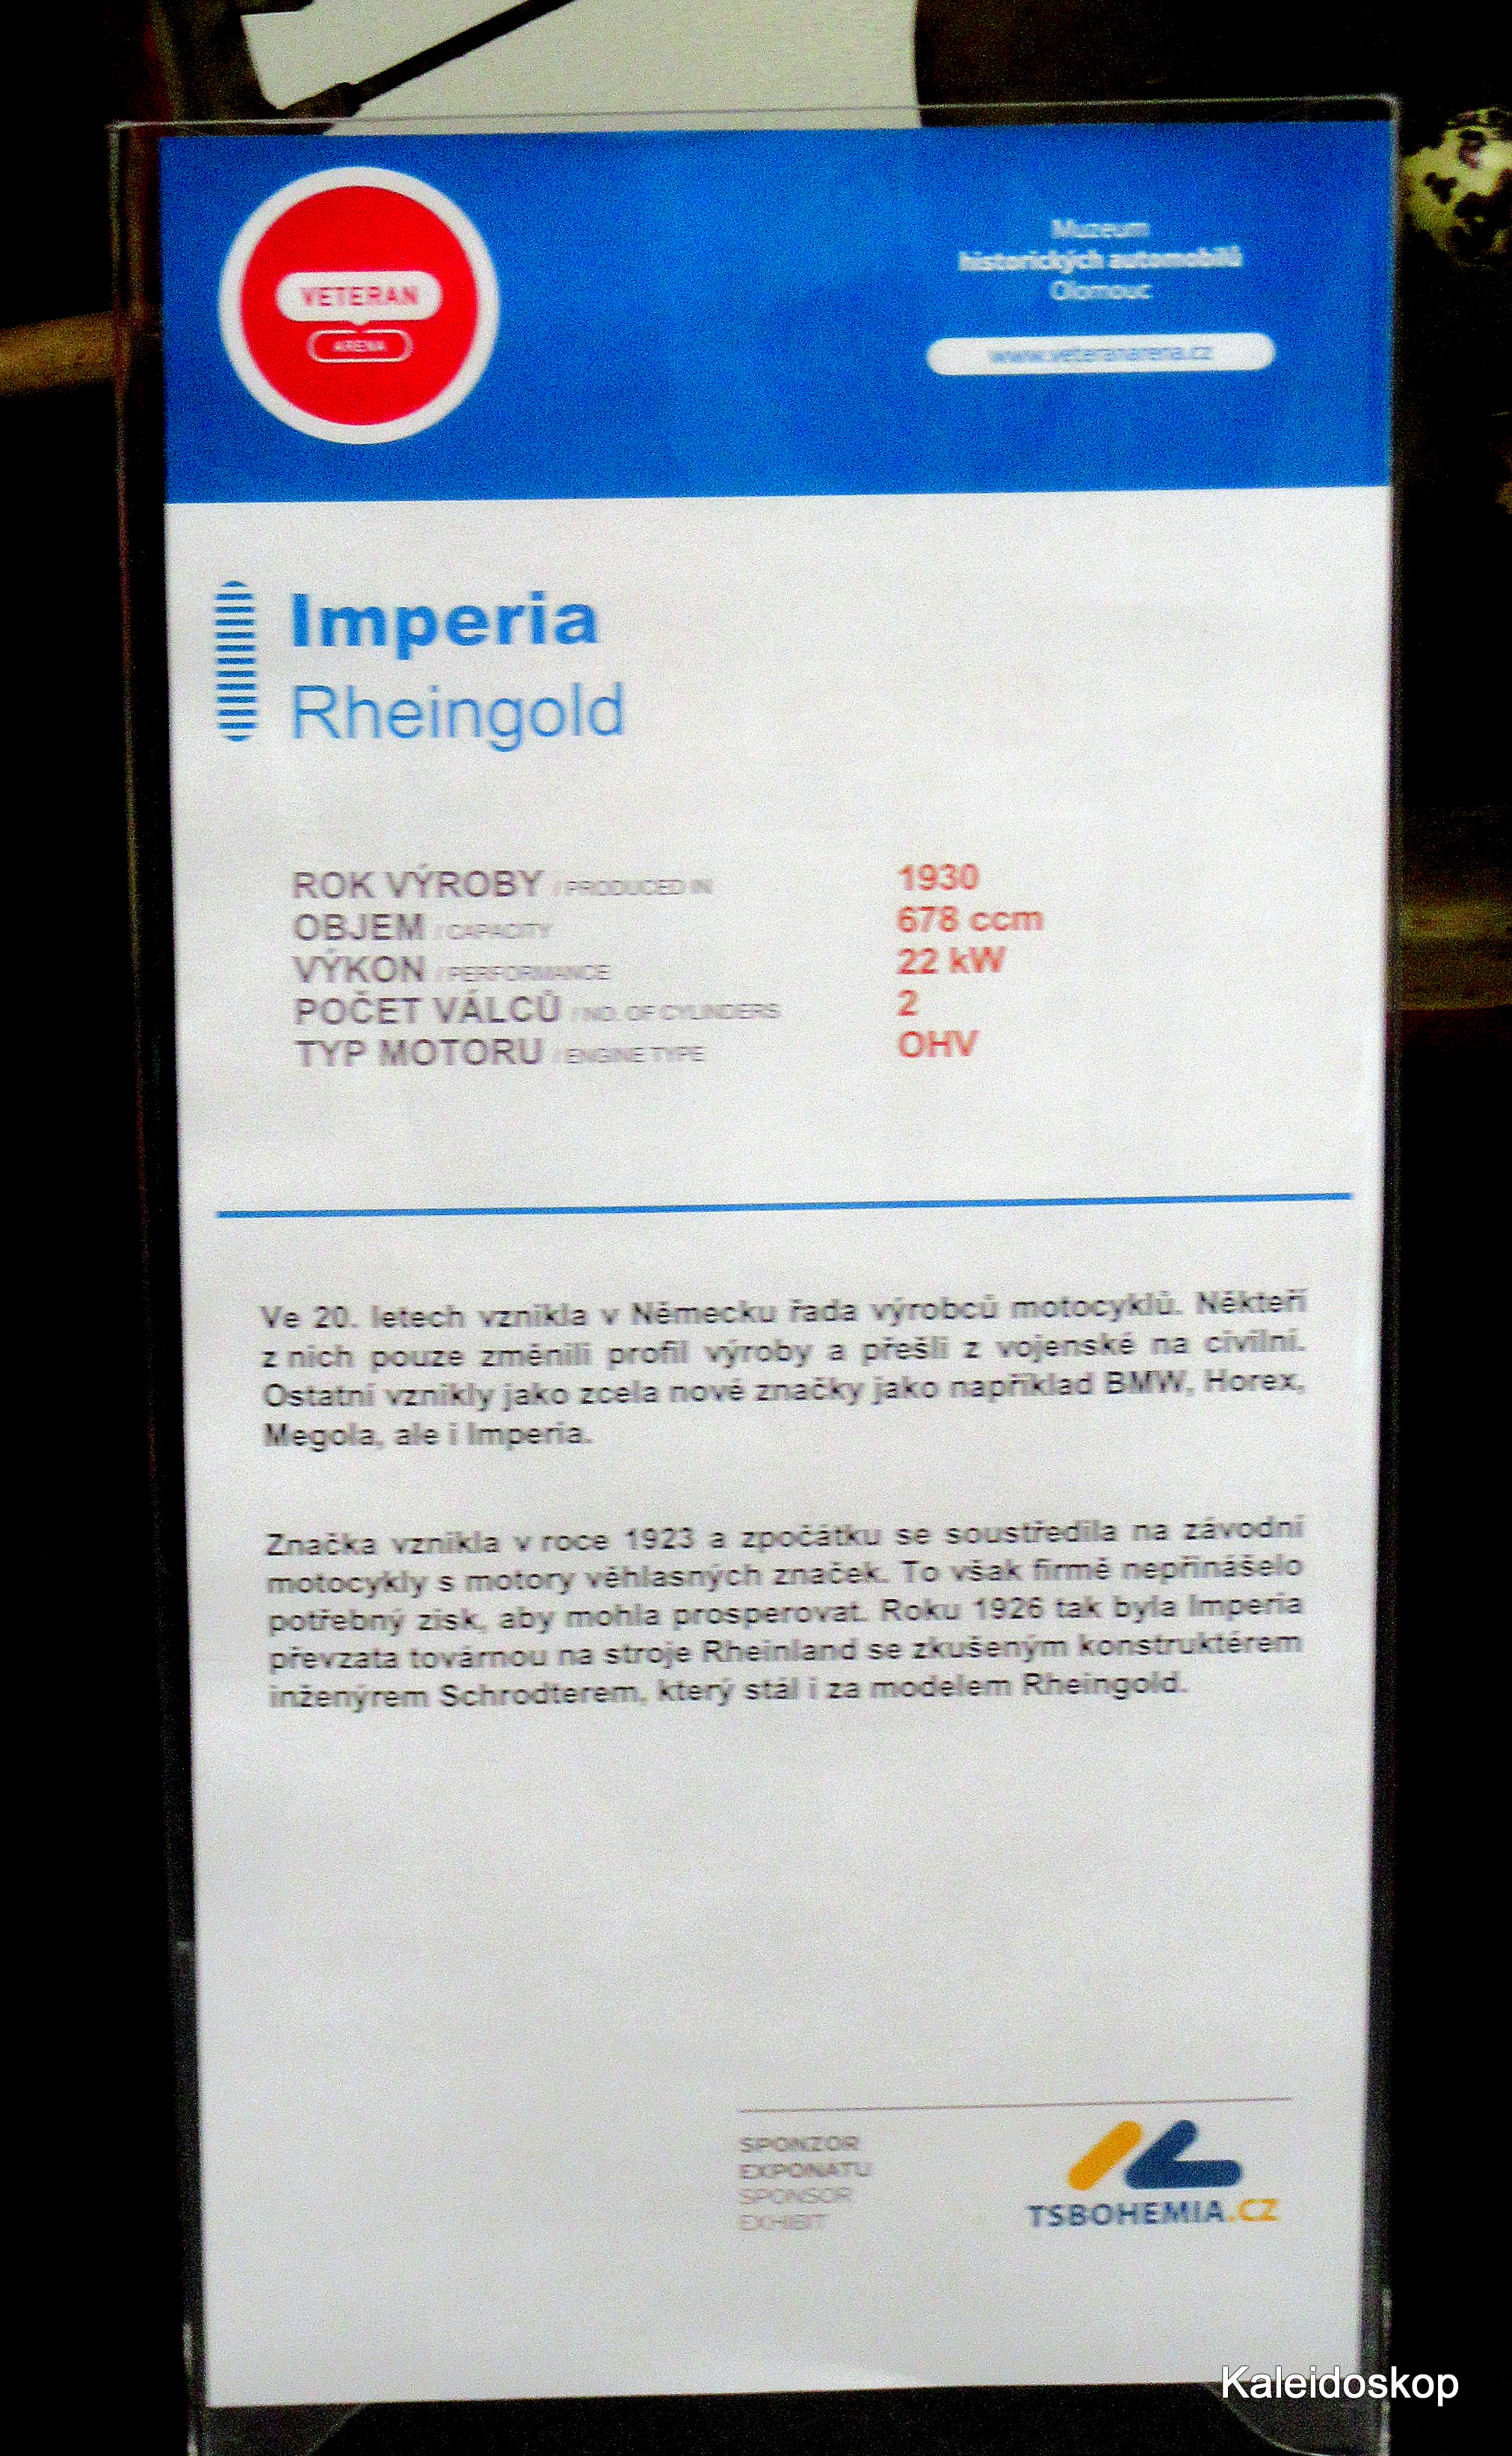 VETERAN
ARENA
Muzeum
historických automobilů
Olomouc
www.veteranarena.cz
Imperia
Rheingold
ROK VÝROBY / PRODUCED IN 1930
OBJEM / CAPACITY 678 ccm
VÝKON / PERFORMANCE 22 kW
POČET VÁLCŮ / NO. OF CYLINDERS 2
TYP MOTORU / ENGINE TYPE OHV
Ve 20. letech vznikla v Německu řada výrobců motocyklů. Někteří
z nich pouze změnili profil výroby a přešli z vojenské na civilní.
Ostatní vznikly jako zcela nové značky jako například BMW, Horex,
Megola, ale i Imperia.
Značka vznikla v roce 1923 a zpočátku se soustředila na závodní
motocykly s motory věhlasných značek. To však firmě nepřinášelo
potřebný zisk, aby mohla prosperovat. Roku 1926 tak byla Imperia
převzata továrnou na stroje Rheinland se zkušeným konstruktérem
inženýrem Schrodterem, který stál i za modelem Rheingold.
SPONZOR
EXPONATU
SPONSOR
EXHIBIT
TSBOHEMIA.CZ
Kaleidoskop